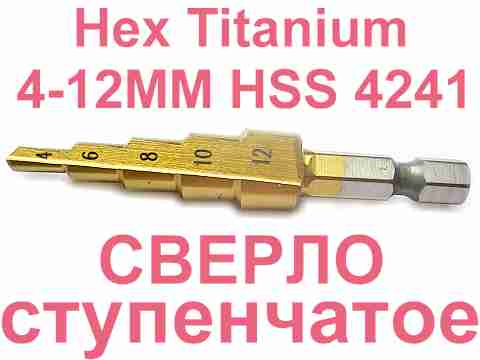 Hex Titanium
4-12MM HSS 4241
4 6 8 10 12
СВЕРЛО
ступенчатое